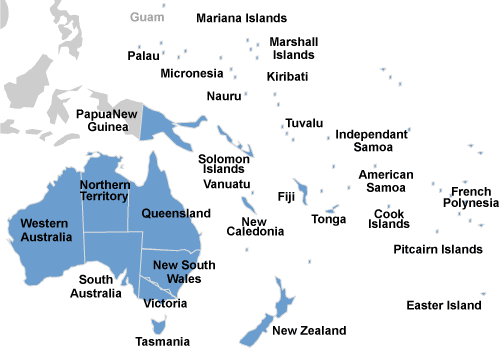 Guam
Mariana Islands
Marshall
Islands
Palau
Micronesia
Kiribati
Nauru
PapuaNew
Guinea
Tuvalu
Independant
Samoa
Solomon
Islands
Vanuatu
American
Samoa
Northern
Territory
Fiji
French
Polynesia
Queensland
Tonga
Cook
Islands
Western
Australia
New
Caledonia
Pitcairn Islands
New South
Wales
South
Australia
Victoria
Easter Island
New Zealand
Tasmania